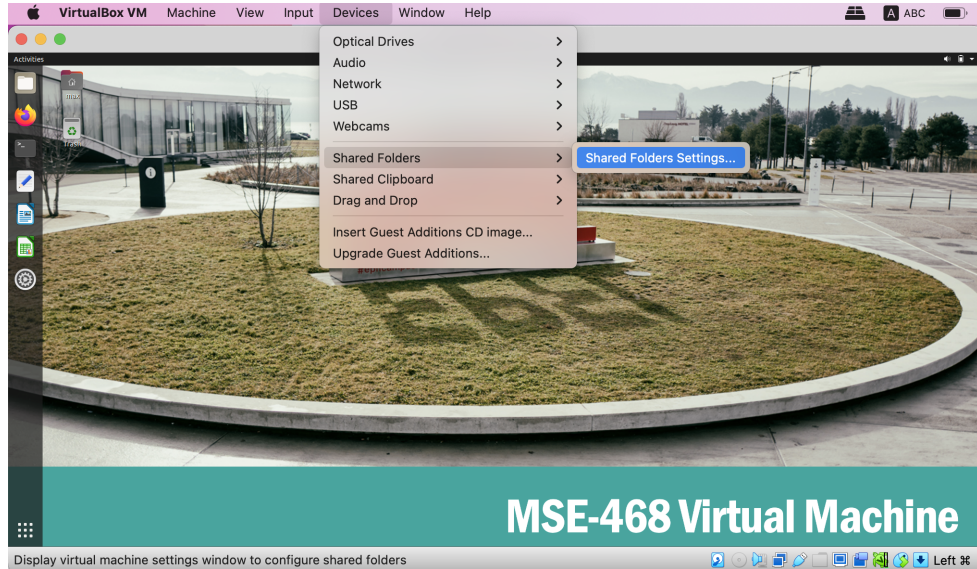 VirtualBox VM Machine View Input Devices Window Help A ABC
Activities
Optical Drives
Audio
Network
USB
Webcams
Shared Folders
Shared Folders Settings...
Shared Clipboard
Drag and Drop
Insert Guest Additions CD image...
Upgrade Guest Additions...
max
Trash
MSE-468 Virtual Machine
Display virtual machine settings window to configure shared folders Left ⌘